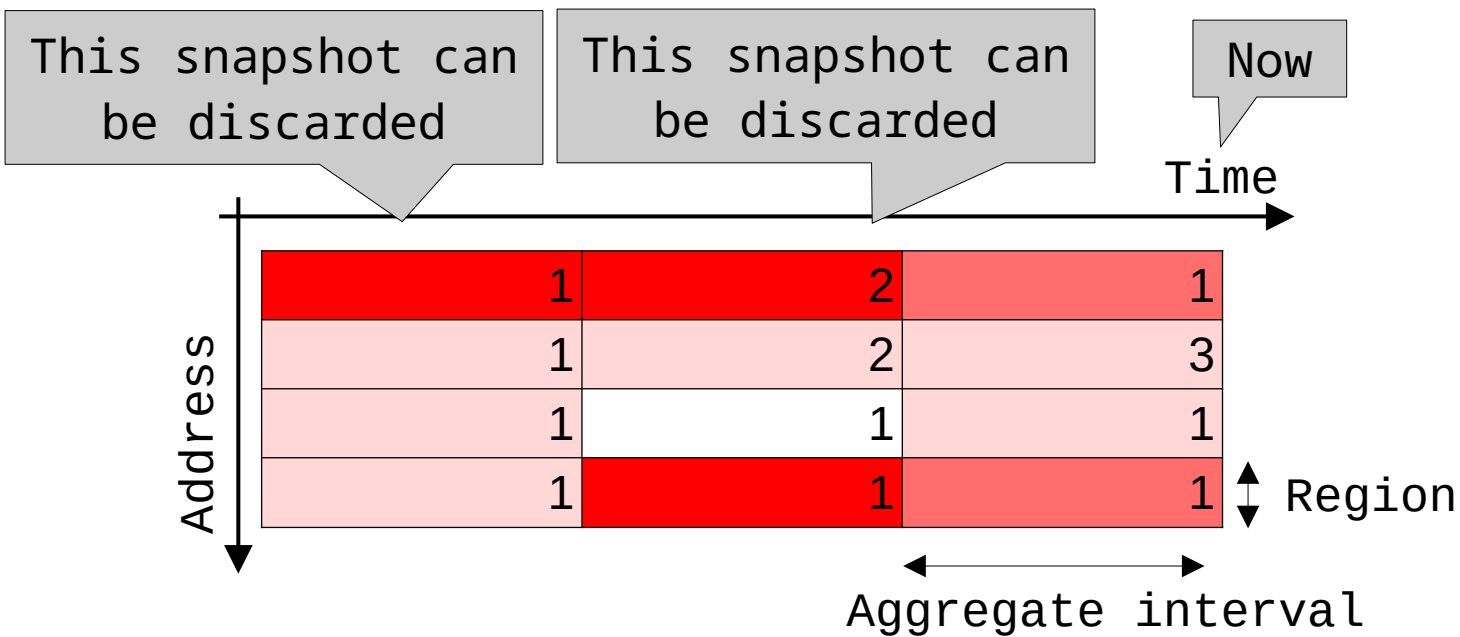 This snapshot can
be discarded
This snapshot can
be discarded
Now
Time
Address
1 2 1
1 2 3
1 1 1
1 1 1
Region
Aggregate interval